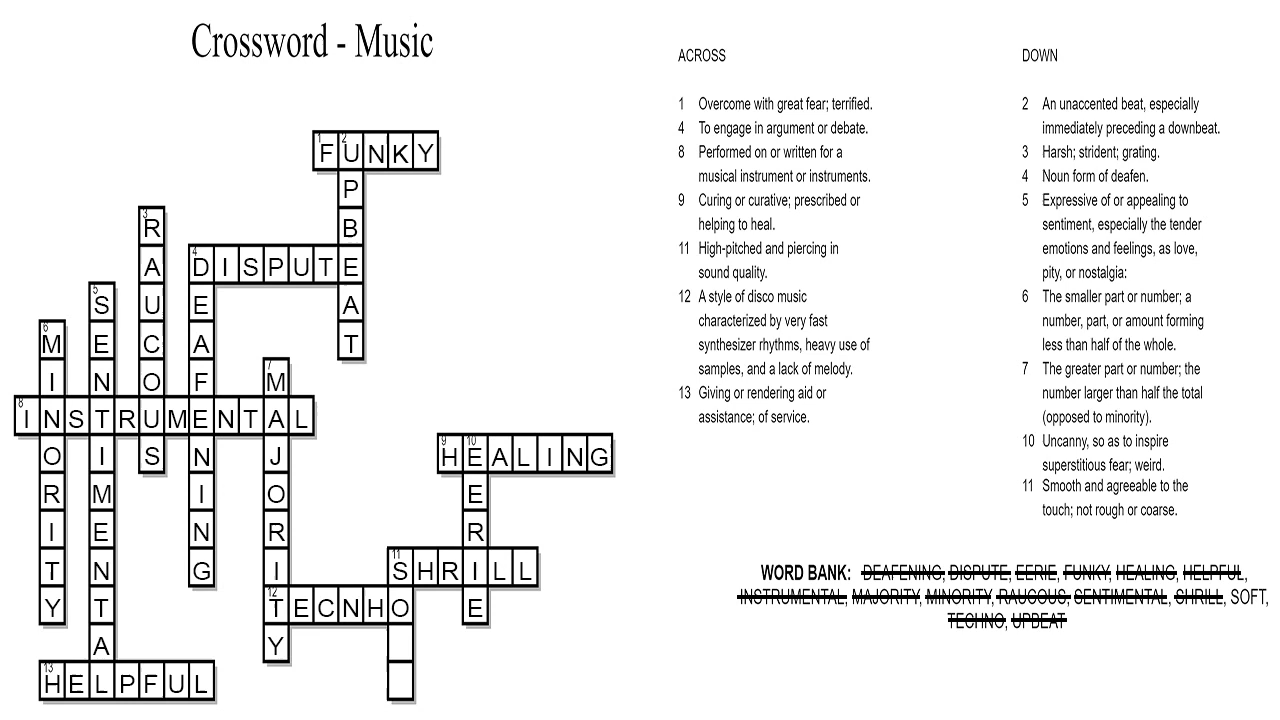 Crossword - Music
1 F 2 U N K Y
P
3 R B
A 4 D I S P U T E
5 S U E A
6 M E C A T
I N O F 7 M
8 I N S T R U M E N T A L
O I S N J 9 H 10 E A L I N G
R M I O E
I E N R R
T N G I 11 S H R I L L
Y T 12 T E C N H O E
A Y
13 H E L P F U L
ACROSS
1 Overcome with great fear; terrified.
4 To engage in argument or debate.
8 Performed on or written for a
musical instrument or instruments.
9 Curing or curative; prescribed or
helping to heal.
11 High-pitched and piercing in
sound quality.
12 A style of disco music
characterized by very fast
synthesizer rhythms, heavy use of
samples, and a lack of melody.
13 Giving or rendering aid or
assistance; of service.
DOWN
2 An unaccented beat, especially
immediately preceding a downbeat.
3 Harsh; strident; grating.
4 Noun form of deafen.
5 Expressive of or appealing to
sentiment, especially the tender
emotions and feelings, as love,
pity, or nostalgia:
6 The smaller part or number; a
number, part, or amount forming
less than half of the whole.
7 The greater part or number; the
number larger than half the total
(opposed to minority).
10 Uncanny, so as to inspire
superstitious fear; weird.
11 Smooth and agreeable to the
touch; not rough or coarse.
WORD BANK: DEAFENING, DISPUTE, EERIE, FUNKY, HEALING, HELPFUL,
INSTRUMENTAL, MAJORITY, MINORITY, RAUCOUS, SENTIMENTAL, SHRILL, SOFT,
TECHNO, UPBEAT